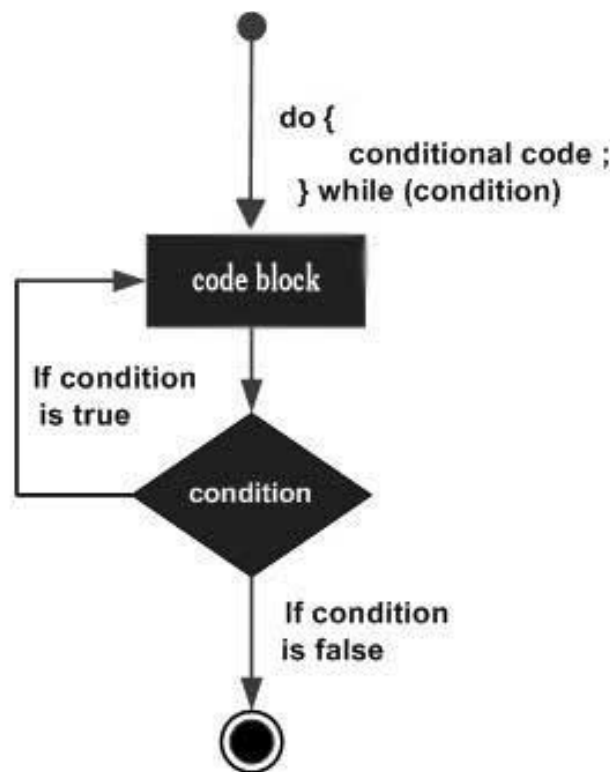 do {
conditional code ;
} while (condition)
code block
If condition
is true
condition
If condition
is false